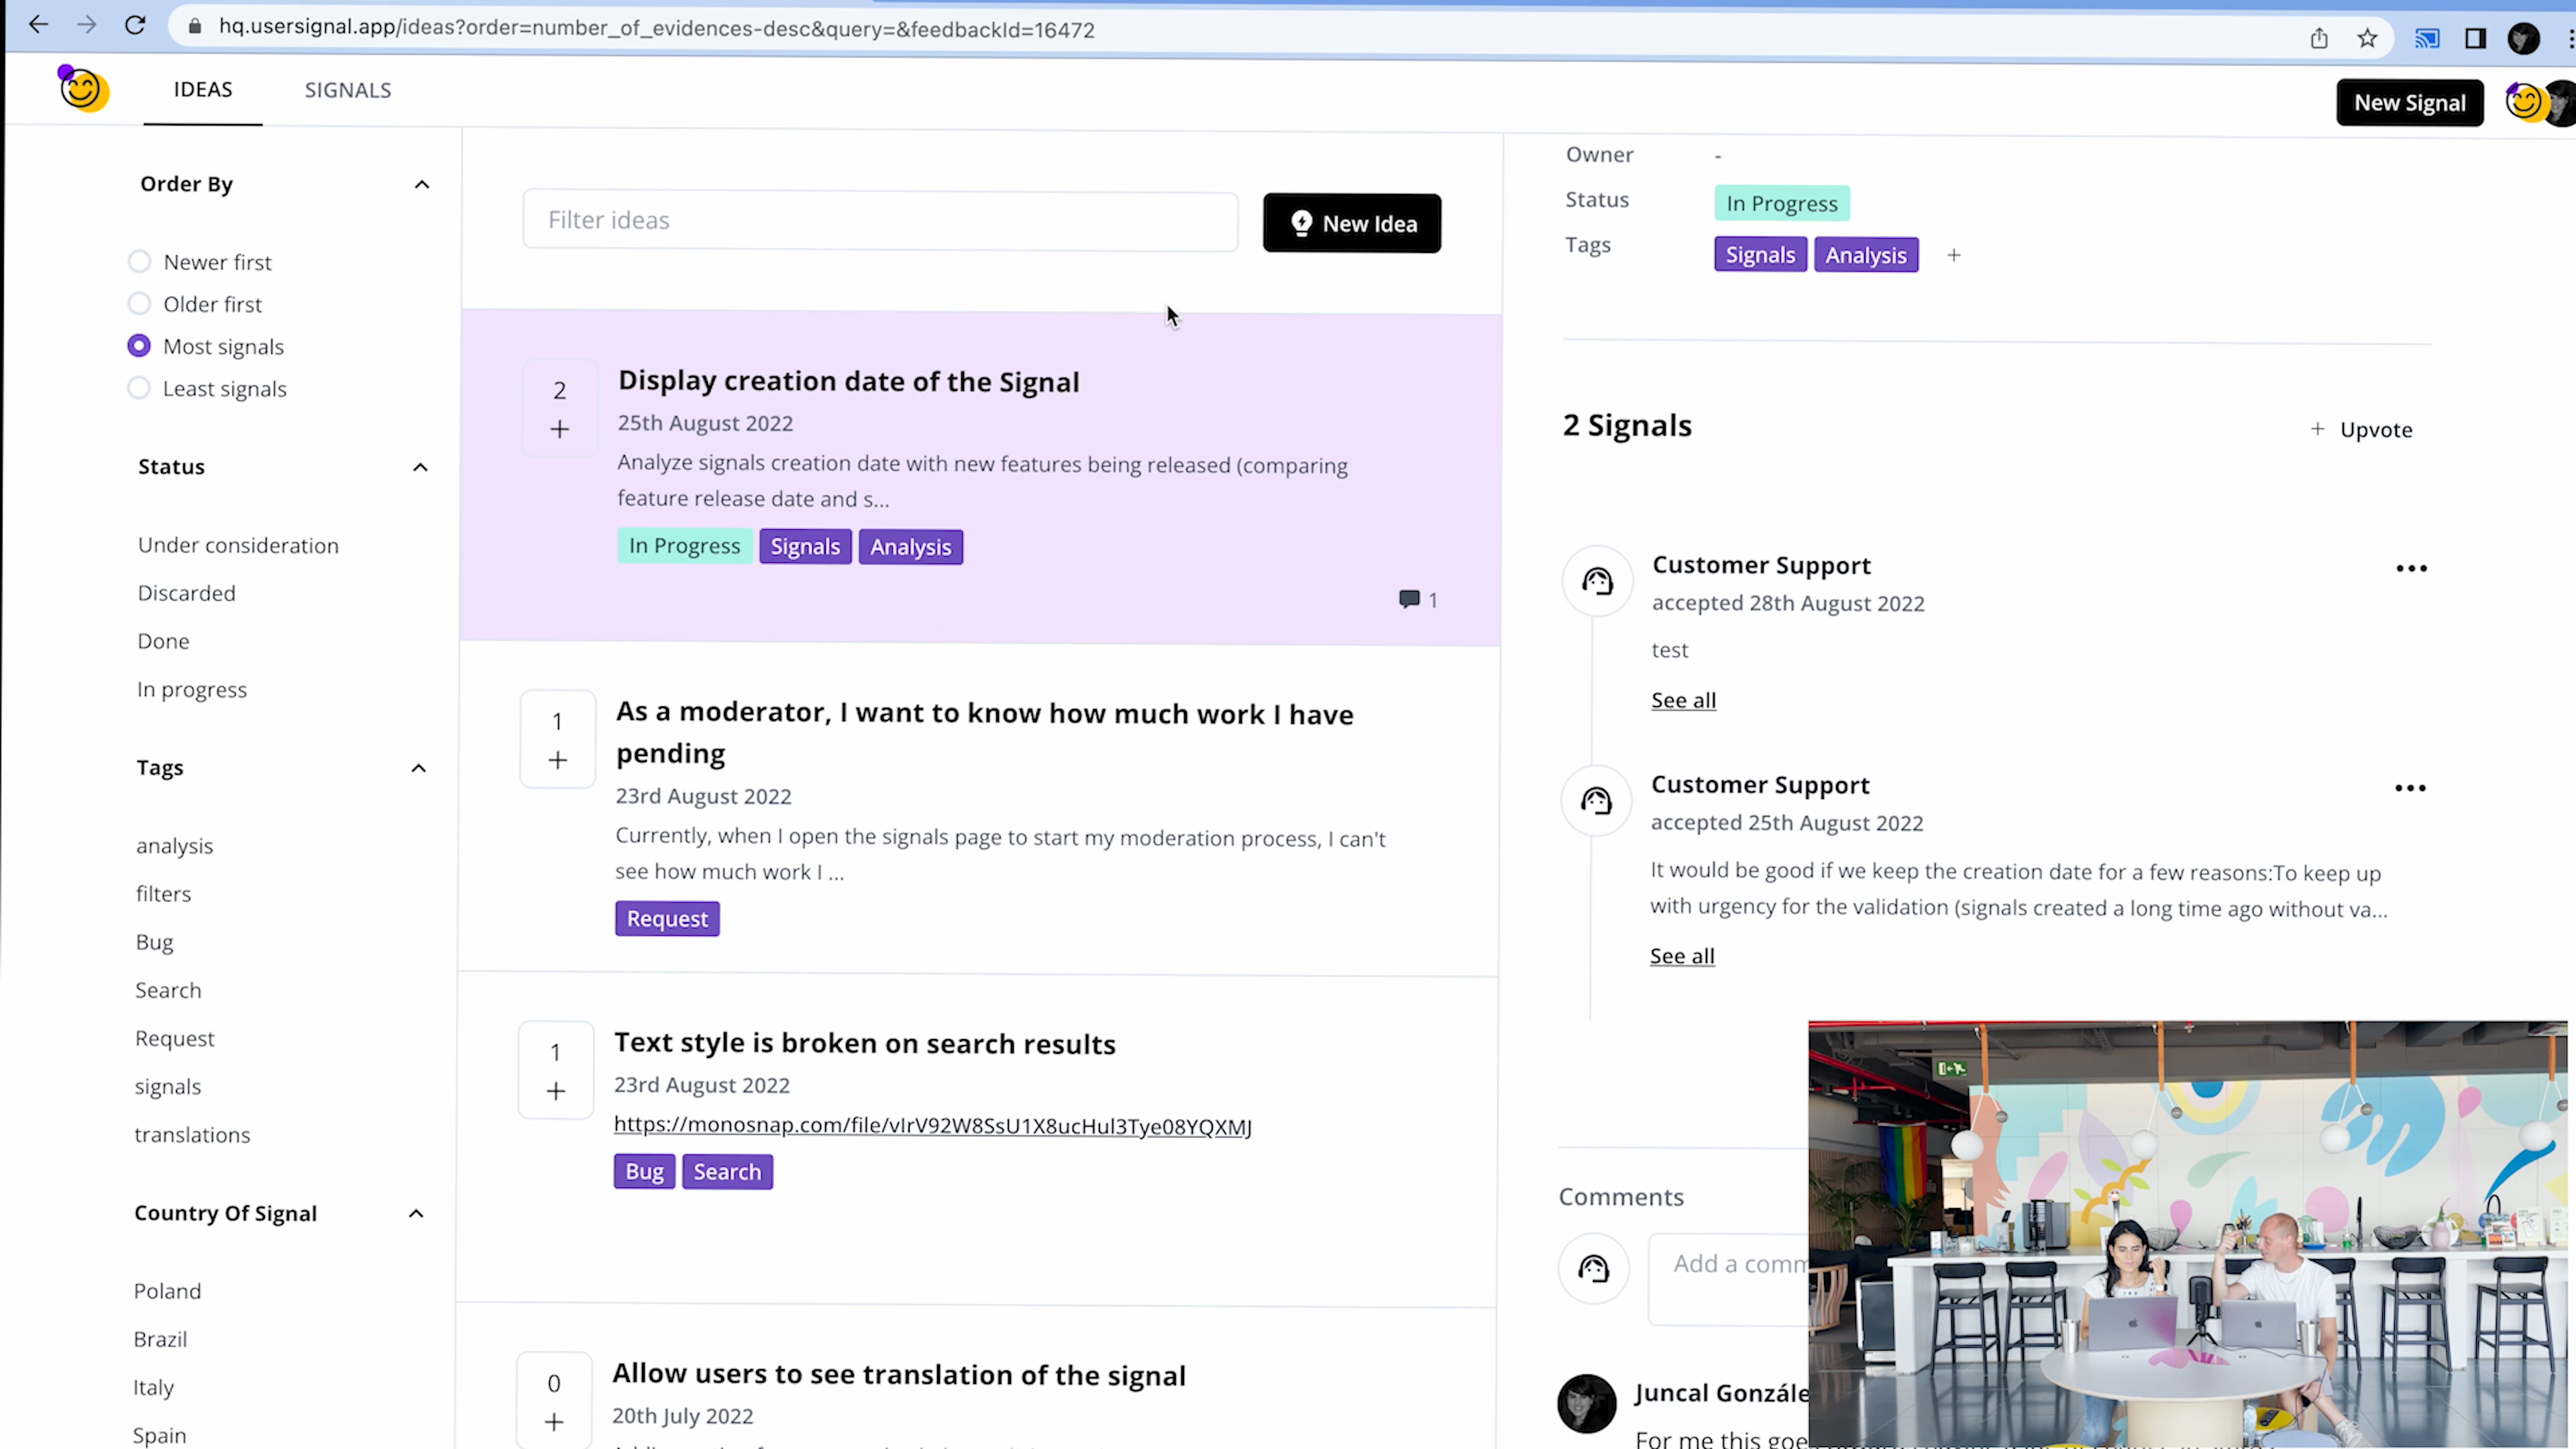 hq.usersignal.app/ideas?order=number_of_evidences-desc&query=&feedbackId=16472
IDEAS
SIGNALS
New Signal
Order By
Newer first
Older first
Most signals
Least signals
Status
Under consideration
Discarded
Done
In progress
Tags
analysis
filters
Bug
Search
Request
signals
translations
Country Of Signal
Poland
Brazil
Italy
Spain
Filter ideas
New Idea
2
+
Display creation date of the Signal
25th August 2022
Analyze signals creation date with new features being released (comparing
feature release date and s...
In Progress Signals Analysis
1
1
+
As a moderator, I want to know how much work I have
pending
23rd August 2022
Currently, when I open the signals page to start my moderation process, I can't
see how much work I ...
Request
1
+
Text style is broken on search results
23rd August 2022
https://monosnap.com/file/vIrV92W8SsU1X8ucHul3Tye08YQXMJ
Bug Search
0
+
Allow users to see translation of the signal
20th July 2022
Owner -
Status In Progress
Tags Signals Analysis +
2 Signals
+ Upvote
Customer Support
accepted 28th August 2022
test
See all
Customer Support
accepted 25th August 2022
It would be good if we keep the creation date for a few reasons:To keep up
with urgency for the validation (signals created a long time ago without va...
See all
Comments
Add a comm
Juncal Gonzále
For me this goe